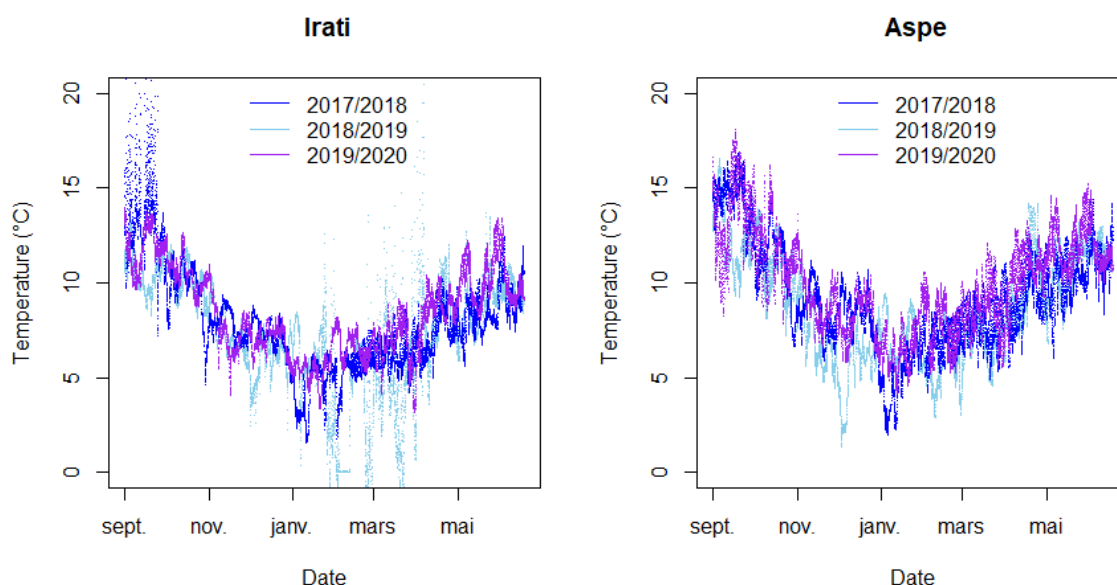 Irati
Temperature (°C)
20
15
10
5
0
2017/2018
2018/2019
2019/2020
sept.
nov.
janv.
mars
mai
Date
Aspe
Temperature (°C)
20
15
10
5
0
2017/2018
2018/2019
2019/2020
sept.
nov.
janv.
mars
mai
Date